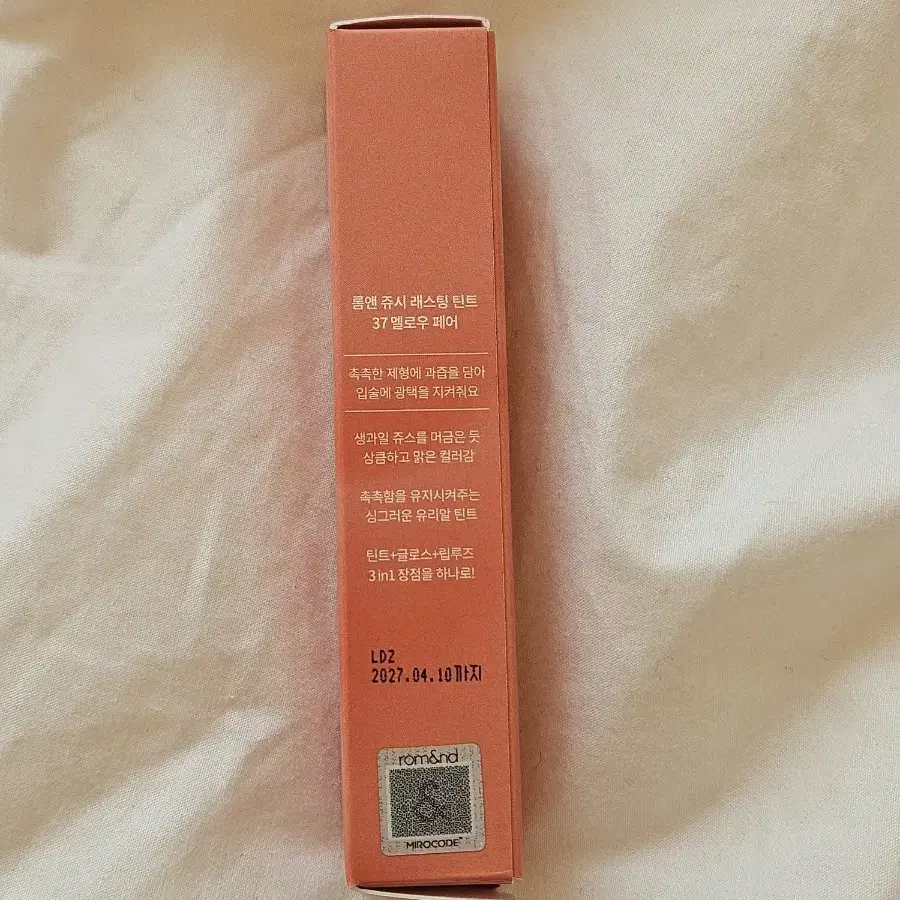 롬앤 쥬시 래스팅 틴트
37 멜로우 페어
촉촉한 제형에 과즙을 담아
입술에 광택을 지켜줘요
생과일 쥬스를 머금은 듯
상큼하고 맑은 컬러감
촉촉함을 유지시켜주는
싱그러운 유리알 틴트
틴트+글로스+립루즈
3 in1 장점을 하나로!
LD2
2027.04.10까지
rom&nd
MIROCODE™